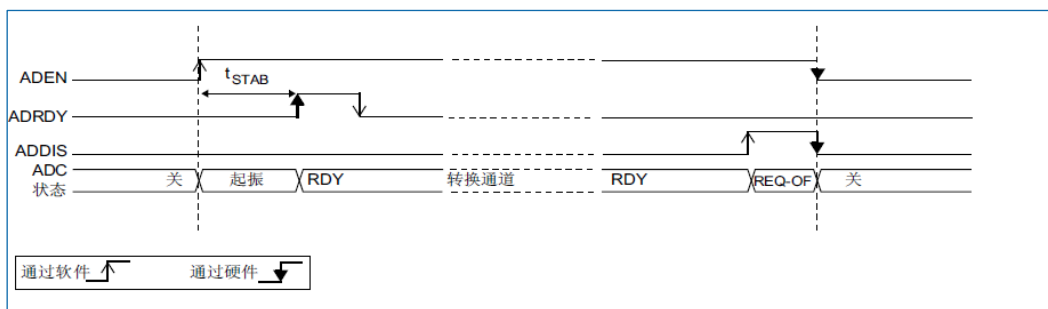 ADEN
tSTAB
ADRDY
ADDIS
ADC
状态
关 起振 RDY 转换通道 RDY REQ-OF 关
通过软件 通过硬件